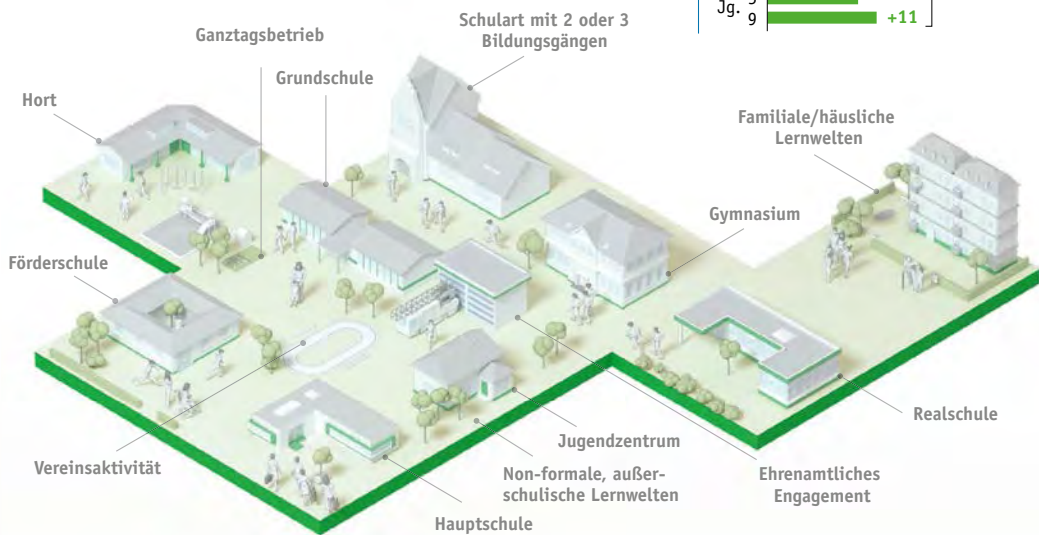 Schulart mit 2 oder 3
Bildungsgängen
Jg.
9
+11
Ganztagsbetrieb
Grundschule
Hort
Familiale/häusliche
Lernwelten
Gymnasium
Förderschule
Realschule
Jugendzentrum
Vereinsaktivität
Non-formale, außer-
schulische Lernwelten
Ehrenamtliches
Engagement
Hauptschule